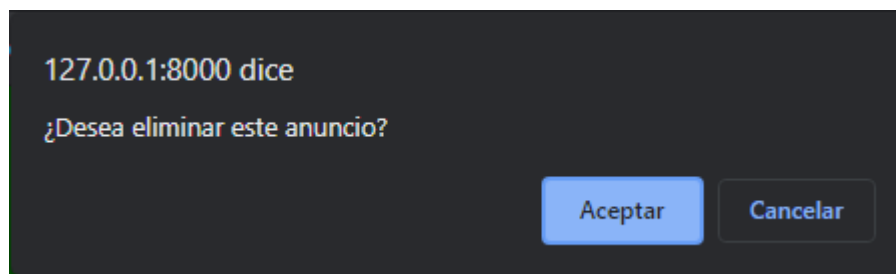 127.0.0.1:8000 dice
¿Desea eliminar este anuncio?
Aceptar Cancelar